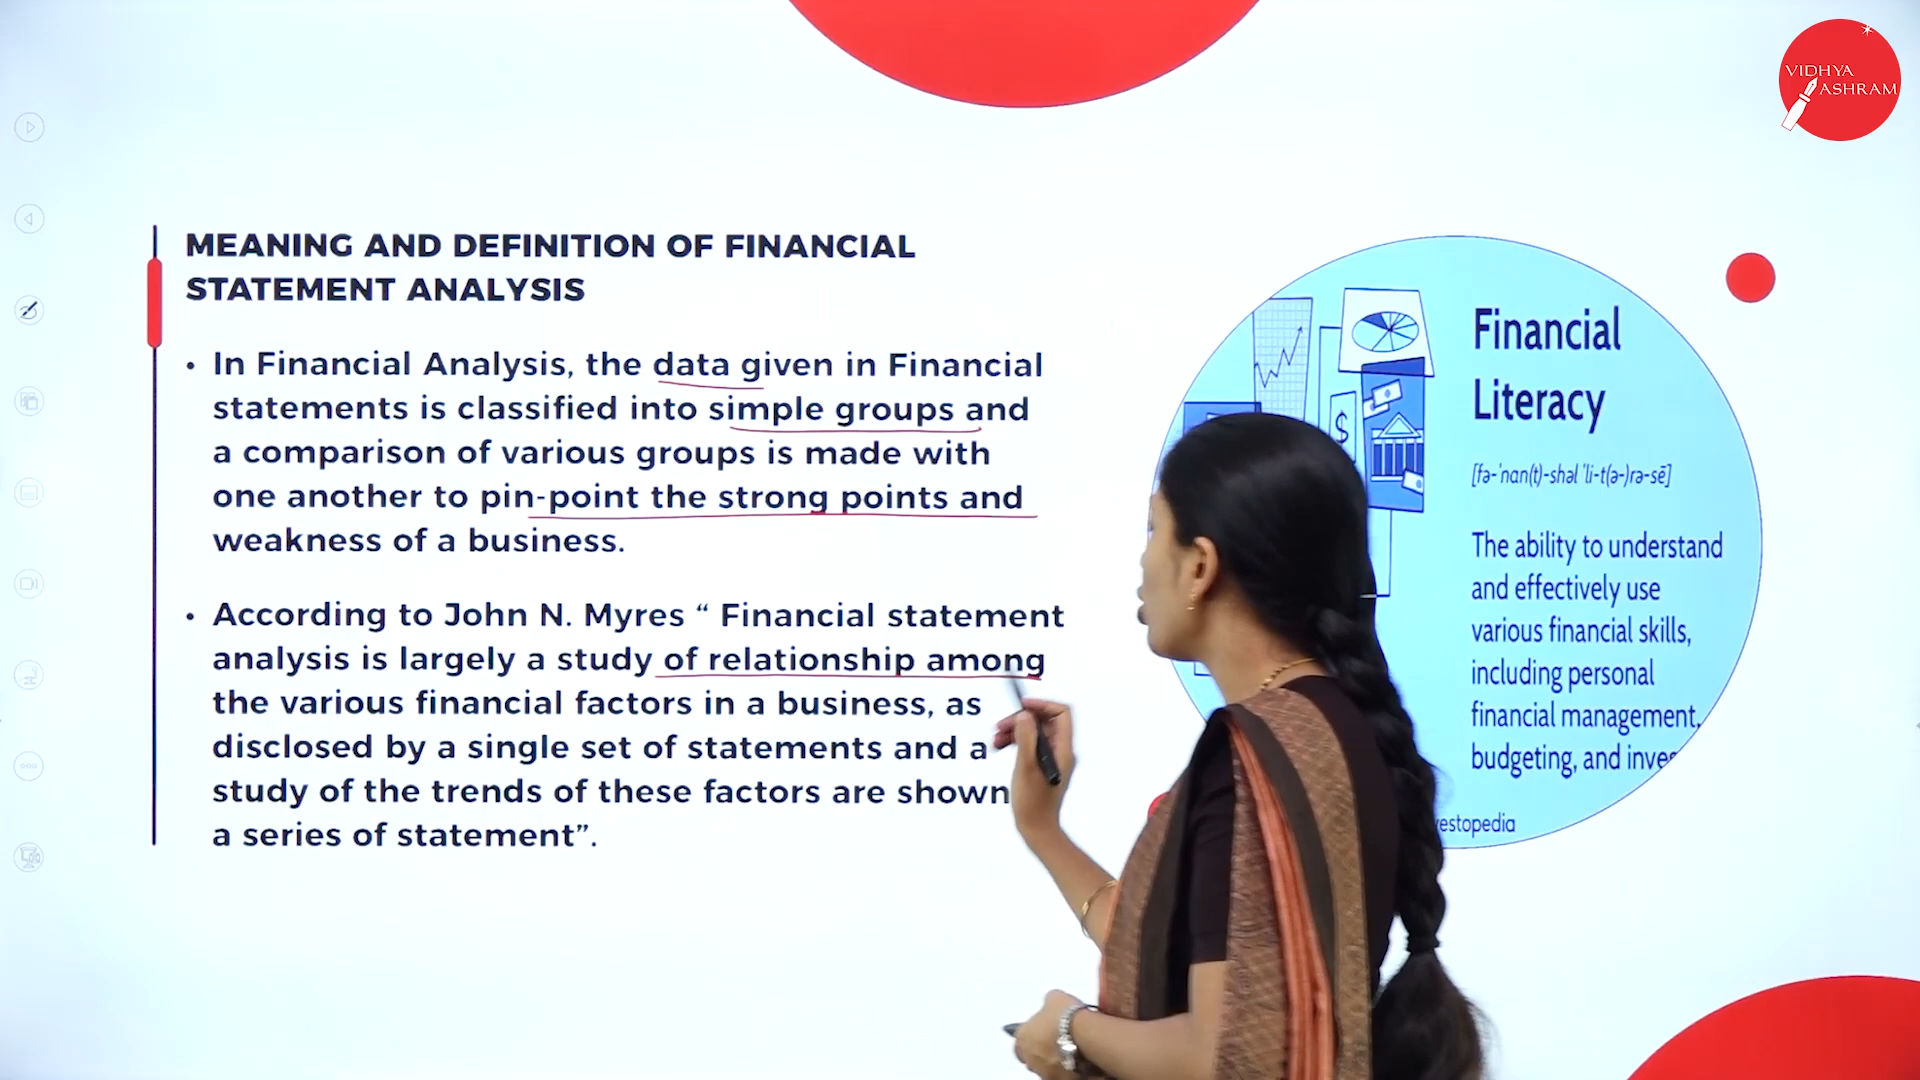 VIDHYA
ASHRAM
MEANING AND DEFINITION OF FINANCIAL
STATEMENT ANALYSIS
• In Financial Analysis, the data given in Financial
statements is classified into simple groups and
a comparison of various groups is made with
one another to pin-point the strong points and
weakness of a business.
• According to John N. Myres “ Financial statement
analysis is largely a study of relationship among
the various financial factors in a business, as
disclosed by a single set of statements and a
study of the trends of these factors are shown
a series of statement”.
Financial
Literacy
[fə-ˈnan(t)-shəl ˈli-t(ə-)rə-sē]
The ability to understand
and effectively use
various financial skills,
including personal
financial management,
budgeting, and